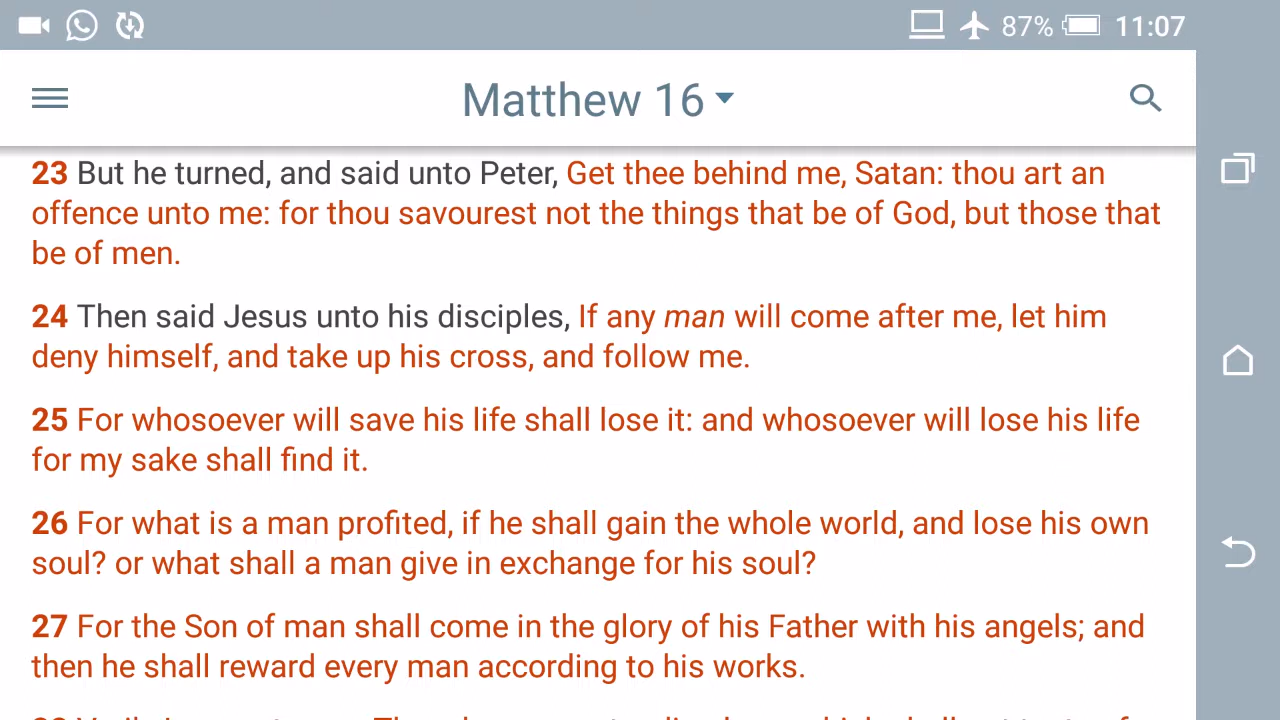 87% 11:07
Matthew 16
23 But he turned, and said unto Peter, Get thee behind me, Satan: thou art an
offence unto me: for thou savourest not the things that be of God, but those that
be of men.
24 Then said Jesus unto his disciples, If any man will come after me, let him
deny himself, and take up his cross, and follow me.
25 For whosoever will save his life shall lose it: and whosoever will lose his life
for my sake shall find it.
26 For what is a man profited, if he shall gain the whole world, and lose his own
soul? or what shall a man give in exchange for his soul?
27 For the Son of man shall come in the glory of his Father with his angels; and
then he shall reward every man according to his works.